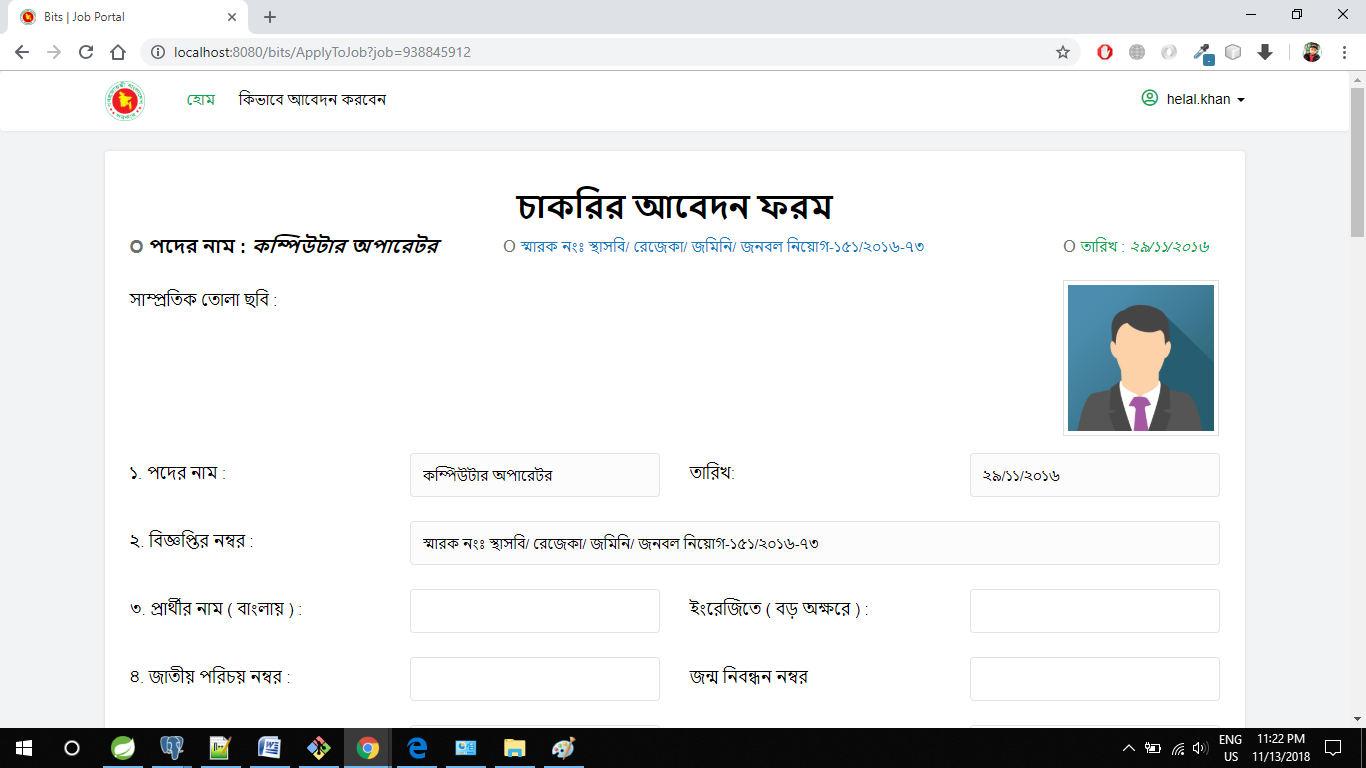 Bits | Job Portal
localhost:8080/bits/ApplyToJob?job=938845912
হোম কিভাবে আবেদন করবেন helal.khan
চাকরির আবেদন ফরম
পদের নাম : কম্পিউটার অপারেটর স্মারক নংঃ স্থাসবি/ রেজেকা/ জমিনি/ জনবল নিয়োগ-১৫১/২০১৬-৭৩ তারিখ : ২৯/১১/২০১৬
সাম্প্রতিক তোলা ছবি :
১. পদের নাম : কম্পিউটার অপারেটর তারিখ: ২৯/১১/২০১৬
২. বিজ্ঞপ্তির নম্বর : স্মারক নংঃ স্থাসবি/ রেজেকা/ জমিনি/ জনবল নিয়োগ-১৫১/২০১৬-৭৩
৩. প্রার্থীর নাম ( বাংলায় ) : ইংরেজিতে ( বড় অক্ষরে ) :
৪. জাতীয় পরিচয় নম্বর : জন্ম নিবন্ধন নম্বর
ENG 11:22 PM
US 11/13/2018